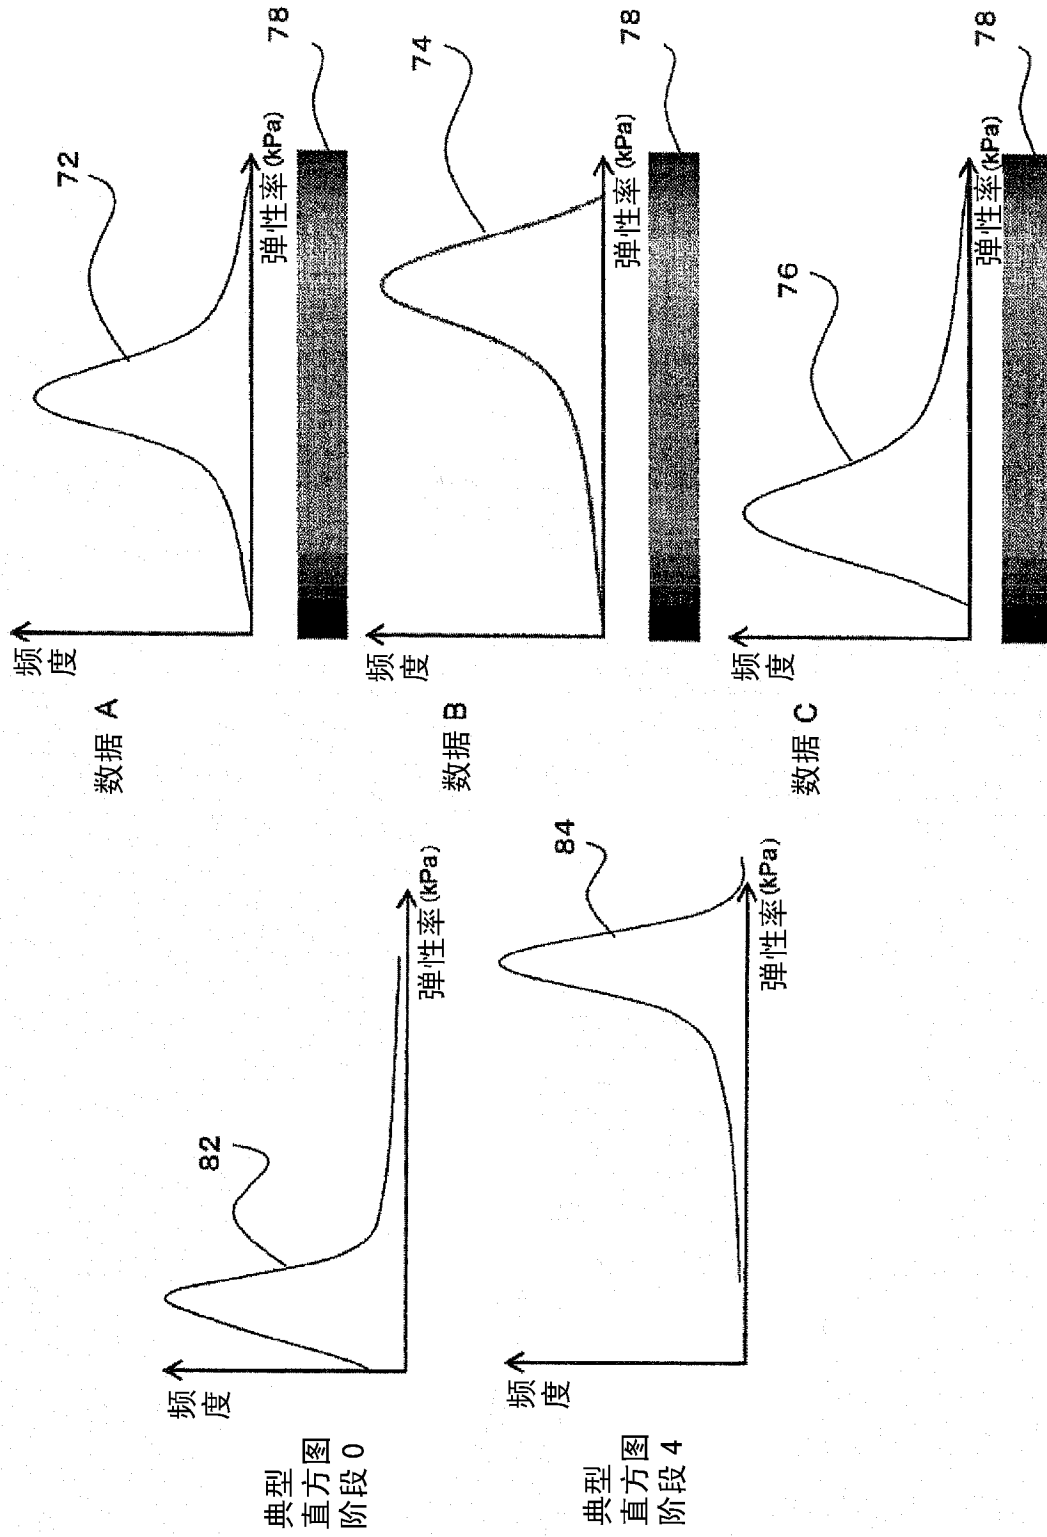 典型
直方图
阶段 0
频
度
82
弹性率(kPa)
典型
直方图
阶段 4
频
度
84
弹性率(kPa)
数据 A
频
度
72
弹性率(kPa)
78
数据 B
频
度
74
弹性率(kPa)
78
数据 C
频
度
76
弹性率(kPa)
78